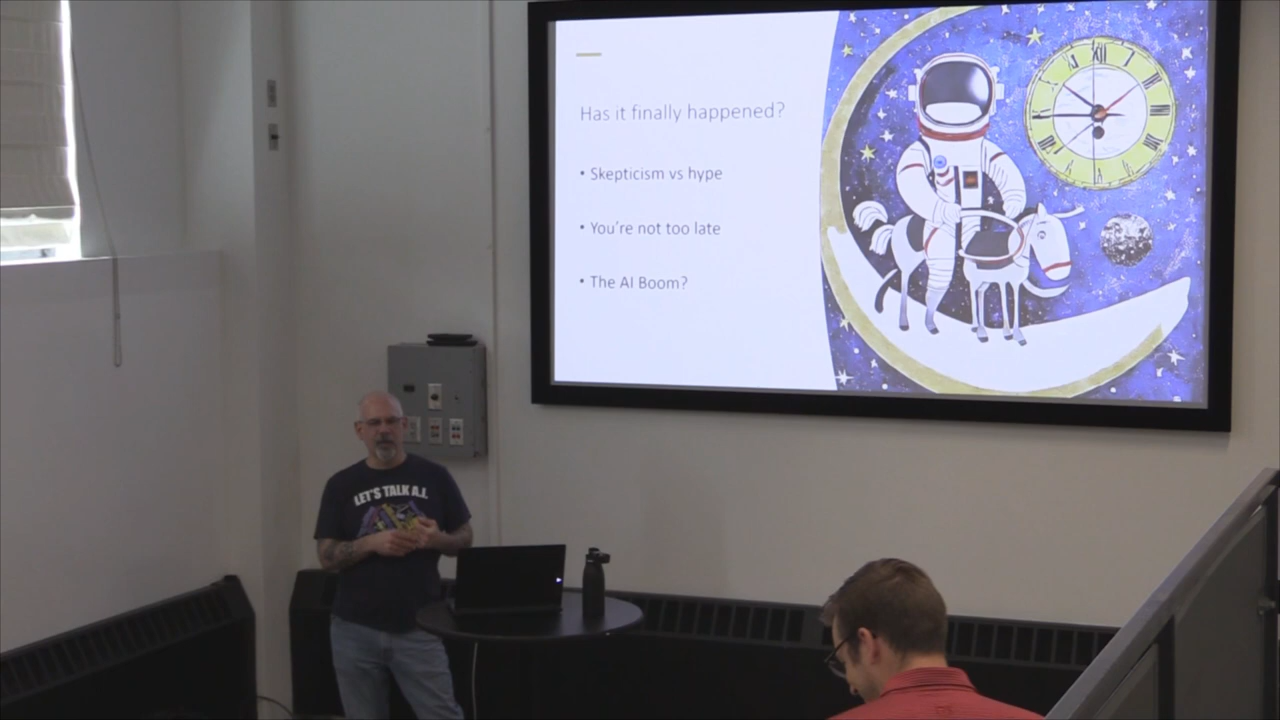 Has it finally happened?
• Skepticism vs hype
• You're not too late
• The AI Boom?
LET'S TALK A.I.